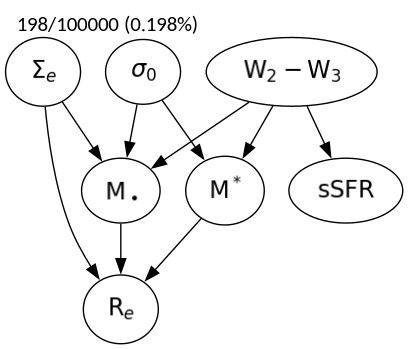 198/100000 (0.198%)
Σₑ σ₀ W₂ − W₃
M• M* sSFR
Rₑ